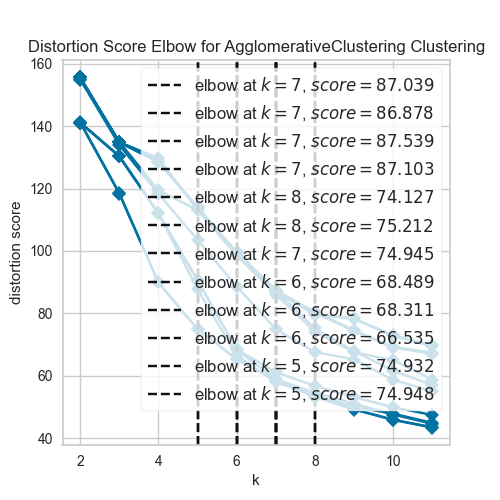 Distortion Score Elbow for AgglomerativeClustering Clustering
160
140
120
100
80
60
40
distortion score
elbow at k = 7, score = 87.039
elbow at k = 7, score = 86.878
elbow at k = 7, score = 87.539
elbow at k = 7, score = 87.103
elbow at k = 8, score = 74.127
elbow at k = 8, score = 75.212
elbow at k = 7, score = 74.945
elbow at k = 6, score = 68.489
elbow at k = 6, score = 68.311
elbow at k = 6, score = 66.535
elbow at k = 5, score = 74.932
elbow at k = 5, score = 74.948
2 4 6 8 10
k